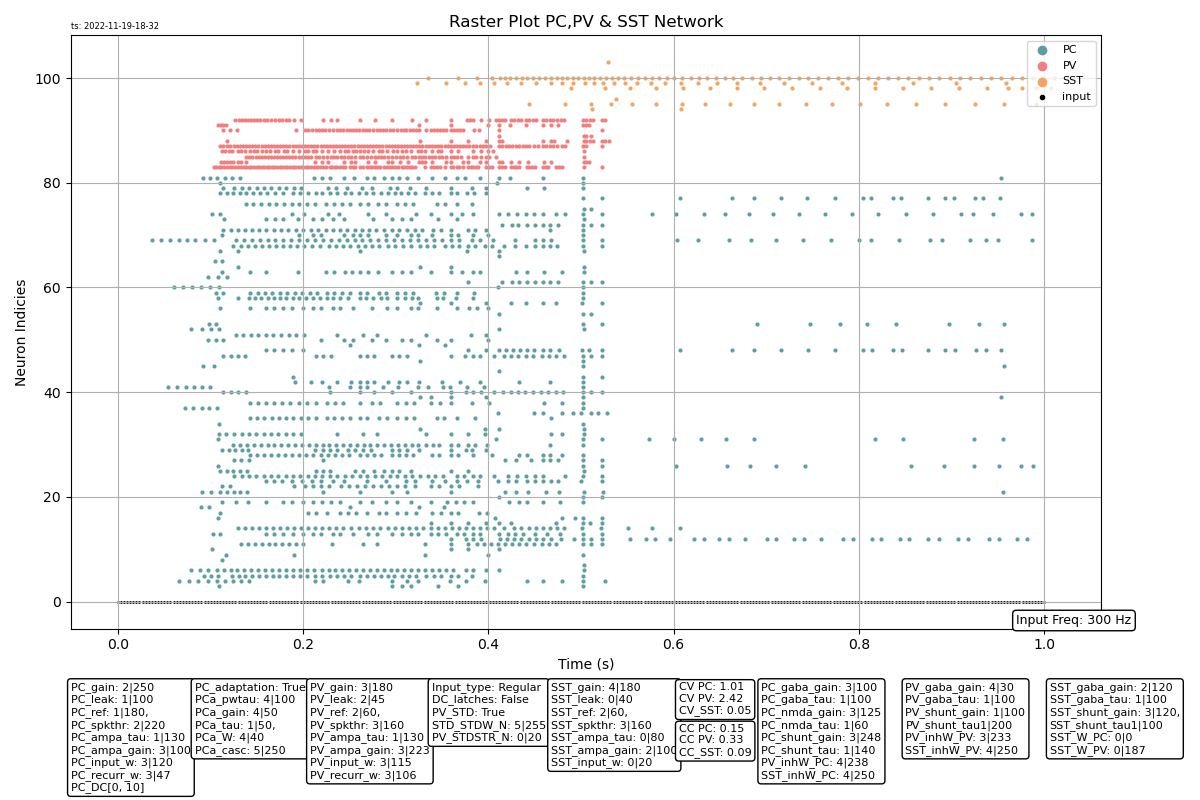 ts: 2022-11-19-18-32
Raster Plot PC,PV & SST Network
PC
PV
SST
input
Neuron Indicies
100
80
60
40
20
0
0.0
0.2
0.4
0.6
0.8
1.0
Time (s)
Input Freq: 300 Hz
PC_gain: 2|250
PC_leak: 1|100
PC_ref: 1|180,
PC_spkthr: 2|220
PC_ampa_tau: 1|130
PC_ampa_gain: 3|100
PC_input_w: 3|120
PC_recurr_w: 3|47
PC_DC[0, 10]
PC_adaptation: True
PCa_pwtau: 4|100
PCa_gain: 4|50
PCa_tau: 1|50,
PCa_W: 4|40
PCa_casc: 5|250
PV_gain: 3|180
PV_leak: 2|45
PV_ref: 2|60,
PV_spkthr: 3|160
PV_ampa_tau: 1|130
PV_ampa_gain: 3|223
PV_input_w: 3|115
PV_recurr_w: 3|106
Input_type: Regular
DC_latches: False
PV_STD: True
STD_STDW_N: 5|255
PV_STDSTR_N: 0|20
SST_gain: 4|180
SST_leak: 0|40
SST_ref: 2|60,
SST_spkthr: 3|160
SST_ampa_tau: 0|80
SST_ampa_gain: 2|100
SST_input_w: 0|20
CV PC: 1.01
CV PV: 2.42
CV_SST: 0.05
CC PC: 0.15
CC PV: 0.33
CC_SST: 0.09
PC_gaba_gain: 3|100
PC_gaba_tau: 1|100
PC_nmda_gain: 3|125
PC_nmda_tau: 1|60
PC_shunt_gain: 3|248
PC_shunt_tau: 1|140
PV_inhW_PC: 4|238
SST_inhW_PC: 4|250
PV_gaba_gain: 4|30
PV_gaba_tau: 1|100
PV_shunt_gain: 1|100
PV_shunt_tau1|200
PV_inhW_PV: 3|233
SST_inhW_PV: 4|250
SST_gaba_gain: 2|120
SST_gaba_tau: 1|100
SST_shunt_gain: 3|120,
SST_shunt_tau1|100
SST_W_PC: 0|0
SST_W_PV: 0|187